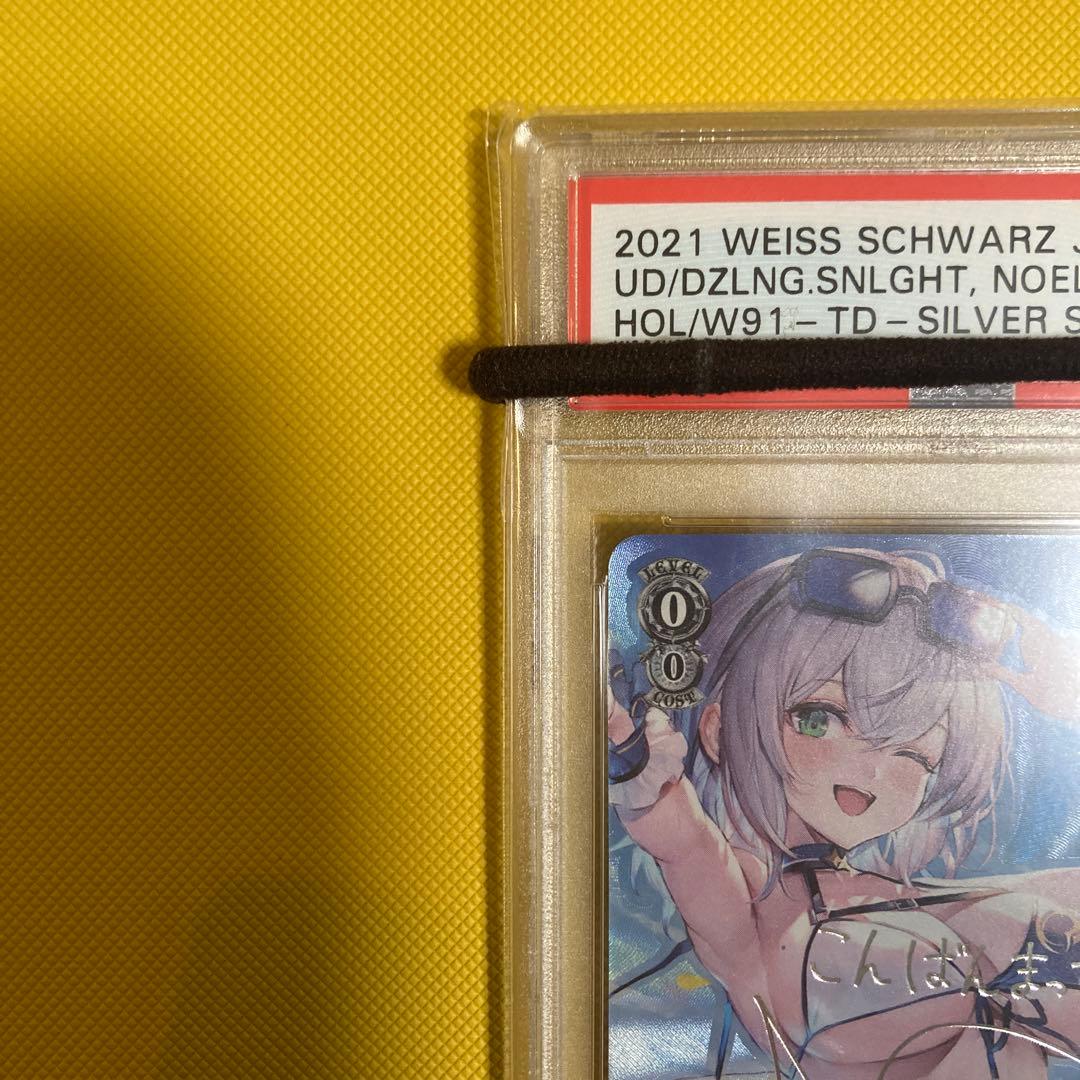 2021 WEISS SCHWARZ J
UD/DZLNG.SNLGHT, NOEL
HOL/W91-TD-SILVER S
LEVEL
0
0
COST
こんばんまっ